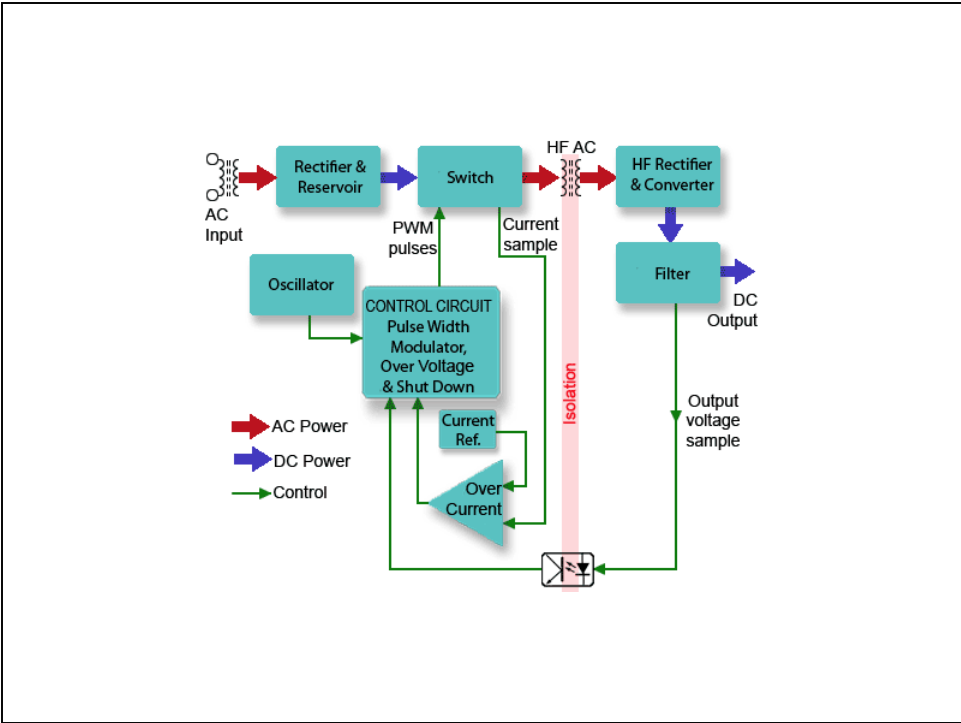 AC
Input
Rectifier &
Reservoir
Switch
HF AC
HF Rectifier
& Converter
PWM
pulses
Current
sample
Filter
DC
Output
Oscillator
CONTROL CIRCUIT
Pulse Width
Modulator,
Over Voltage
& Shut Down
Isolation
Output
voltage
sample
Current
Ref.
Over
Current
AC Power
DC Power
Control